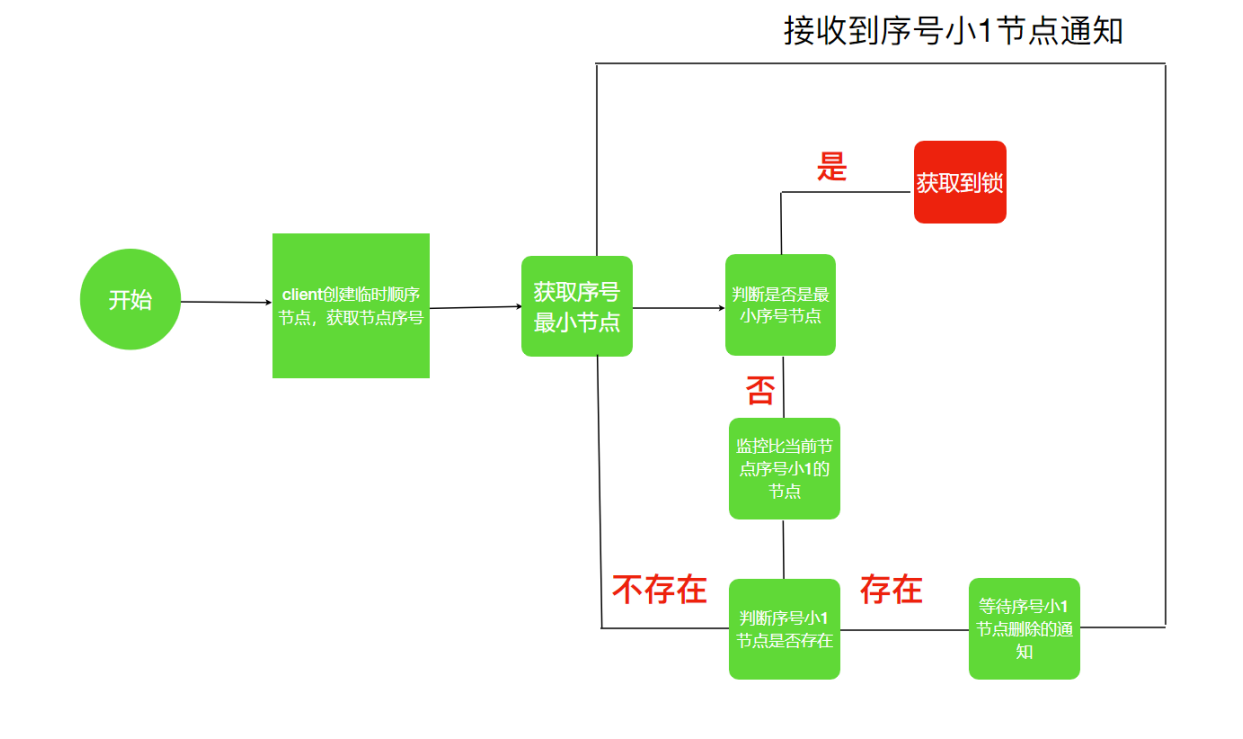 接收到序号小1节点通知
是
获取到锁
开始
client创建临时顺序
节点，获取节点序号
获取序号
最小节点
判断是否是最
小序号节点
否
监控比当前节
点序号小1的
节点
不存在
判断序号小1
节点是否存在
存在
等待序号小1
节点删除的通
知